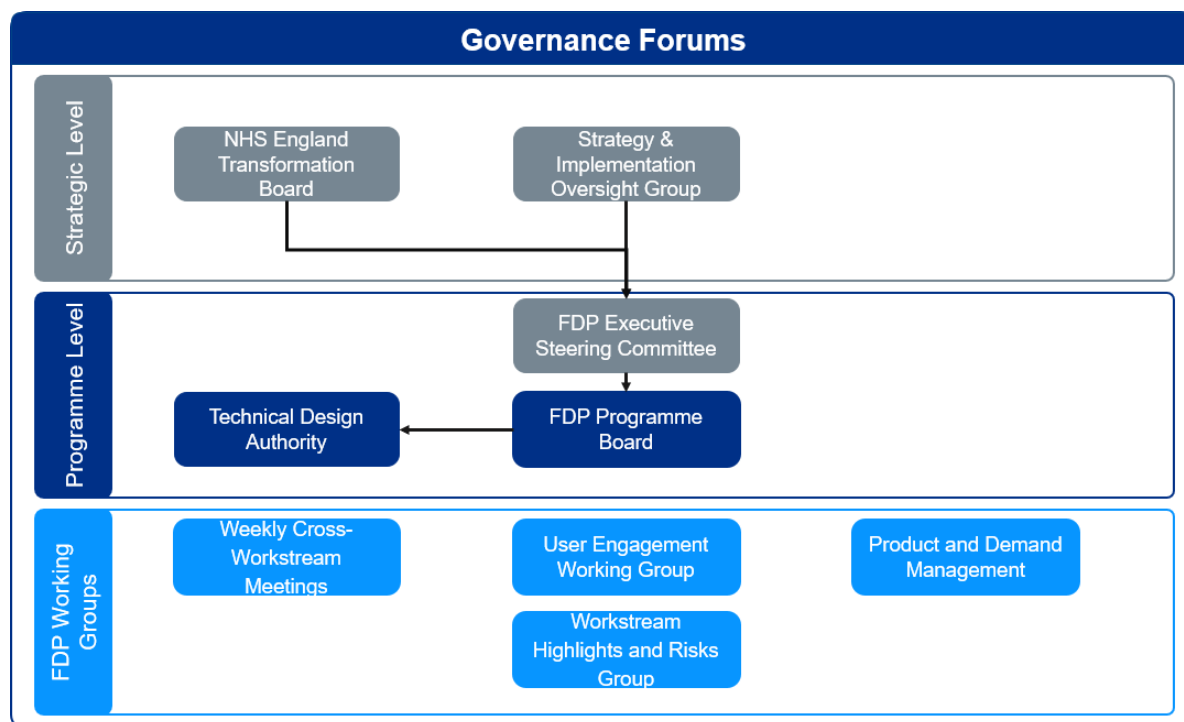 Governance Forums
Strategic Level
NHS England
Transformation
Board
Strategy &
Implementation
Oversight Group
Programme Level
FDP Executive
Steering Committee
Technical Design
Authority
FDP Programme
Board
FDP Working
Groups
Weekly Cross-
Workstream
Meetings
User Engagement
Working Group
Product and Demand
Management
Workstream
Highlights and Risks
Group